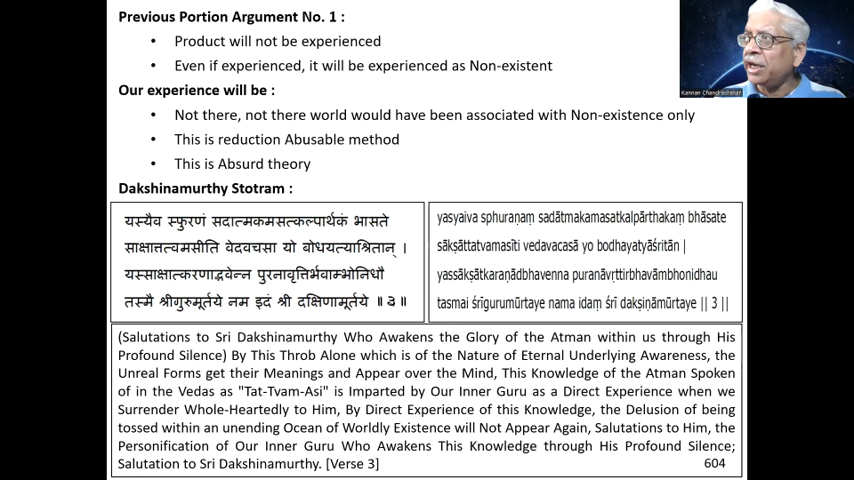 Previous Portion Argument No. 1 :
• Product will not be experienced
• Even if experienced, it will be experienced as Non-existent
Our experience will be :
• Not there, not there world would have been associated with Non-existence only
• This is reduction Abusable method
• This is Absurd theory
Dakshinamurthy Stotram :
यस्यैव स्फुरणं सदात्मकमसत्कल्पार्थकं भासते
साक्षात्तत्वमसीति वेदवचसा यो बोधयत्याश्रितान् ।
यस्साक्षात्करणाद्भवेन्न पुरनावृत्तिर्भवाम्भोनिधौ
तस्मै श्रीगुरुमूर्तये नम इदं श्री दक्षिणामूर्तये ॥ ३ ॥
yasyaiva sphuraṇaṃ sadātmakamasatkalpārthakaṃ bhāsate
sākṣāttatvamasīti vedavacasā yo bodhayatyāśritān |
yassākṣātkaraṇādbhavenna puranāvṛttirbhavāmbhonidhau
tasmai śrīgurumūrtaye nama idaṃ śrī dakṣiṇāmūrtaye || 3 ||
(Salutations to Sri Dakshinamurthy Who Awakens the Glory of the Atman within us through His
Profound Silence) By This Throb Alone which is of the Nature of Eternal Underlying Awareness, the
Unreal Forms get their Meanings and Appear over the Mind, This Knowledge of the Atman Spoken
of in the Vedas as "Tat-Tvam-Asi" is Imparted by Our Inner Guru as a Direct Experience when we
Surrender Whole-Heartedly to Him, By Direct Experience of this Knowledge, the Delusion of being
tossed within an unending Ocean of Worldly Existence will Not Appear Again, Salutations to Him, the
Personification of Our Inner Guru Who Awakens This Knowledge through His Profound Silence;
Salutation to Sri Dakshinamurthy. [Verse 3]
604
Kannan Chandrashekar